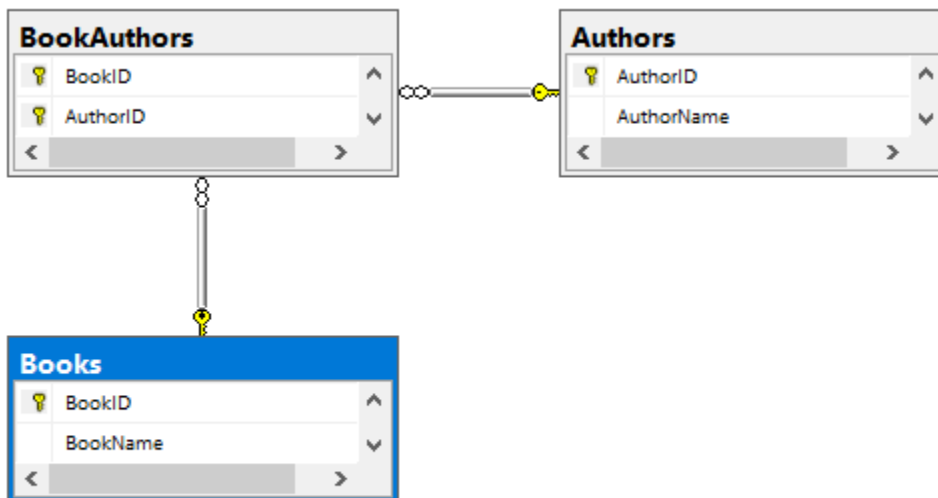 BookAuthors
BookID
AuthorID
Authors
AuthorID
AuthorName
Books
BookID
BookName